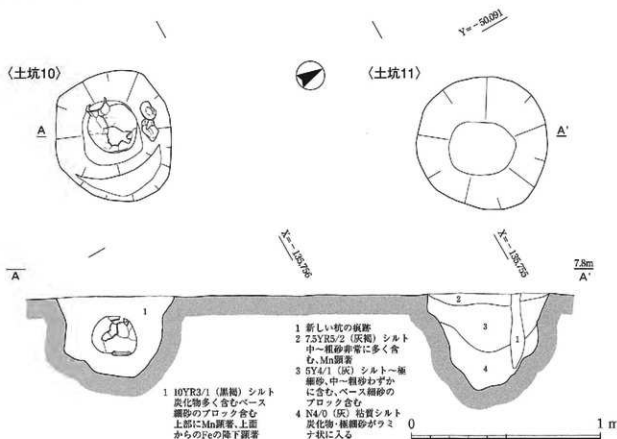 Y=-50,091
〈土坑10〉
〈土坑11〉
A
A'
X=-135,756
X=-135,755
7.8m
A
A'
1
2
3
1
4
1 10YR3/1（黒褐）シルト
炭化物多く含むベース
細砂のブロック含む
上部にMn顕著、上面
からのFeの降下顕著
1 新しい杭の痕跡
2 7.5YR5/2（灰褐）シルト
中～粗砂非常に多く含
む、Mn顕著
3 5Y4/1（灰）シルト～極
細砂、中～粗砂わずか
に含む、ベース細砂の
ブロック含む
4 N4/0（灰）粘質シルト
炭化物・極細砂がラミ
ナ状に入る
0
1 m